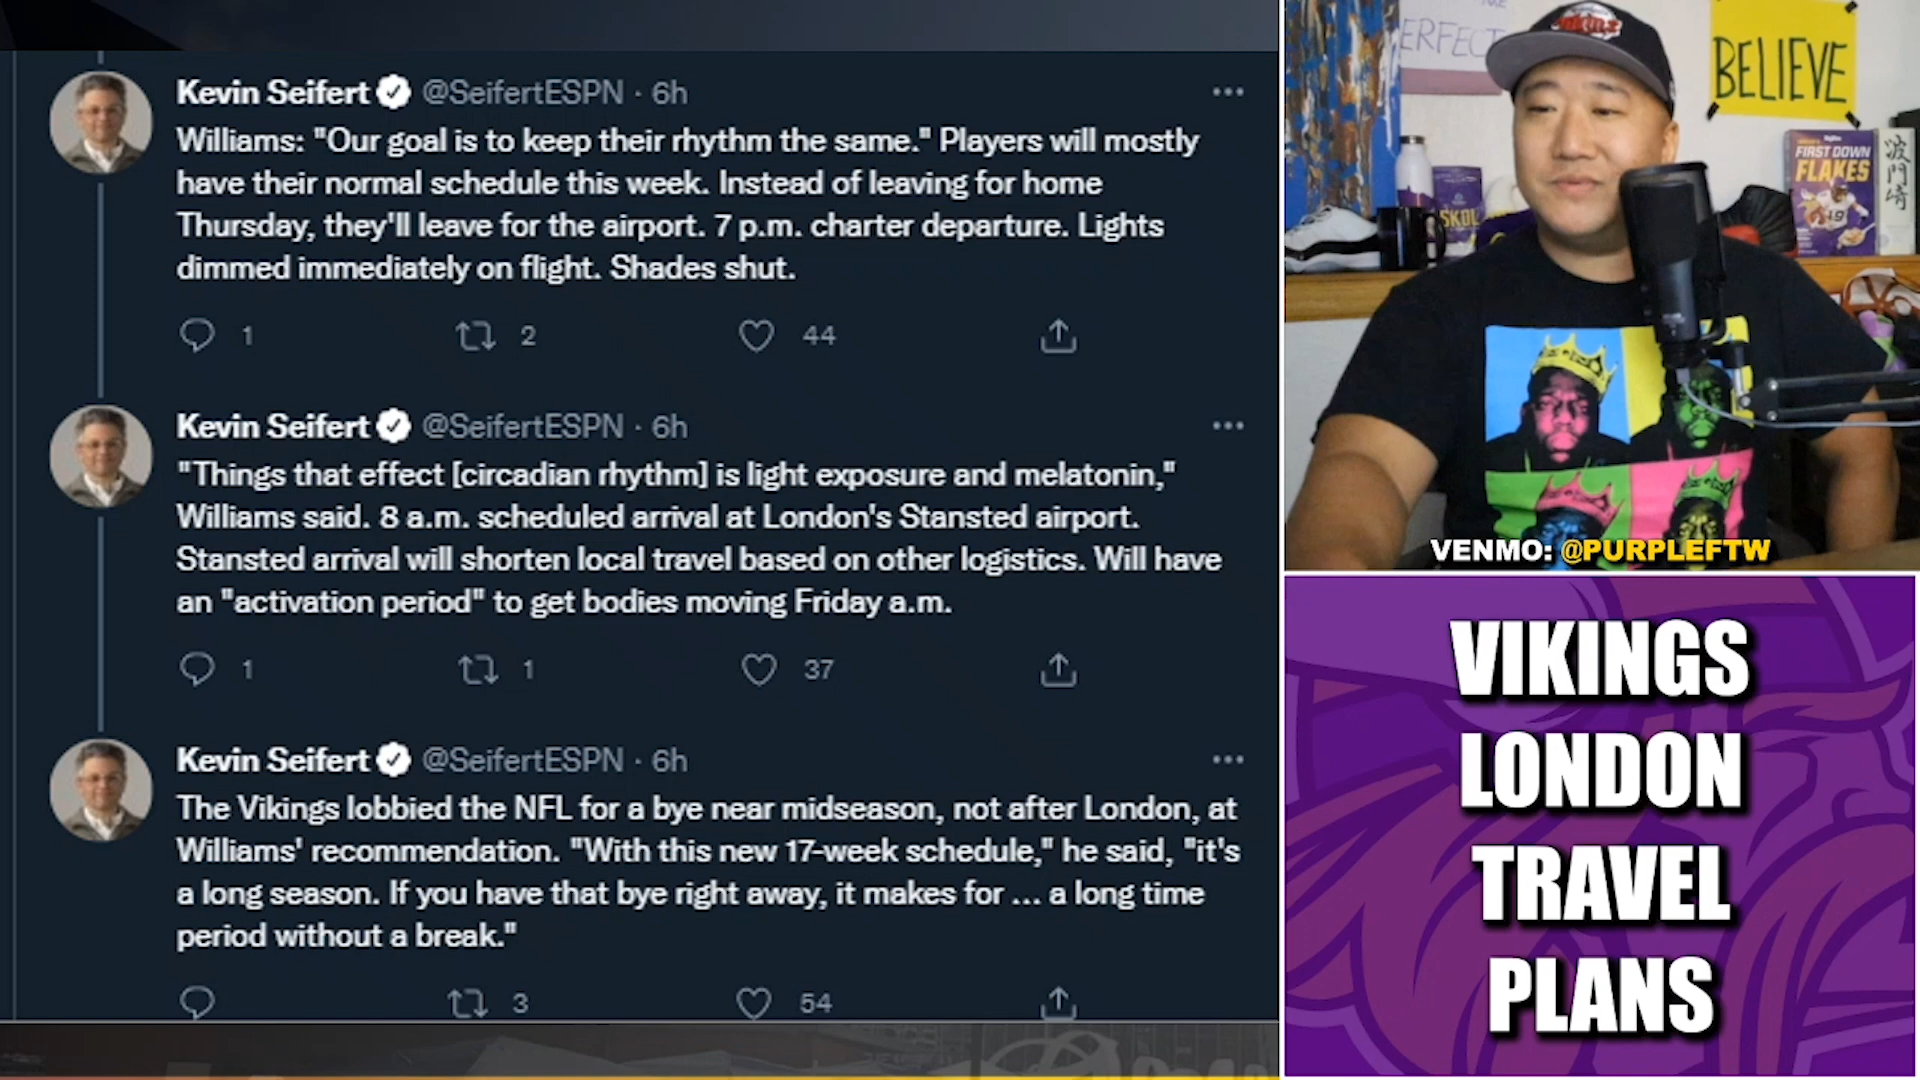 Kevin Seifert @SeifertESPN · 6h
Williams: "Our goal is to keep their rhythm the same." Players will mostly
have their normal schedule this week. Instead of leaving for home
Thursday, they'll leave for the airport. 7 p.m. charter departure. Lights
dimmed immediately on flight. Shades shut.
1 2 44
Kevin Seifert @SeifertESPN · 6h
"Things that effect [circadian rhythm] is light exposure and melatonin,"
Williams said. 8 a.m. scheduled arrival at London's Stansted airport.
Stansted arrival will shorten local travel based on other logistics. Will have
an "activation period" to get bodies moving Friday a.m.
1 1 37
Kevin Seifert @SeifertESPN · 6h
The Vikings lobbied the NFL for a bye near midseason, not after London, at
Williams' recommendation. "With this new 17-week schedule," he said, "it's
a long season. If you have that bye right away, it makes for ... a long time
period without a break."
3 54
BELIEVE
FIRST DOWN
FLAKES
19
SKOL
VENMO: @PURPLEFTW
VIKINGS
LONDON
TRAVEL
PLANS